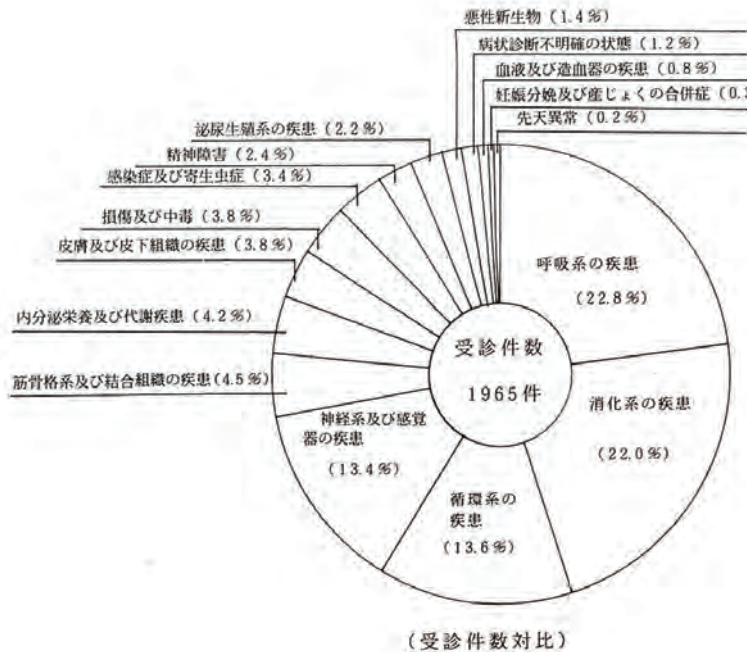 悪性新生物(1.4%)
病状診断不明確の状態(1.2%)
血液及び造血器の疾患(0.8%)
妊娠分娩及び産じょくの合併症(0.3
先天異常(0.2%)
泌尿生殖系の疾患(2.2%)
精神障害(2.4%)
感染症及び寄生虫症(3.4%)
損傷及び中毒(3.8%)
皮膚及び皮下組織の疾患(3.8%)
内分泌栄養及び代謝疾患(4.2%)
筋骨格系及び結合組織の疾患(4.5%)
呼吸系の疾患
(22.8%)
消化系の疾患
(22.0%)
循環系の
疾患
(13.6%)
神経系及び感覚
器の疾患
(13.4%)
受診件数
1965件
(受診件数対比)